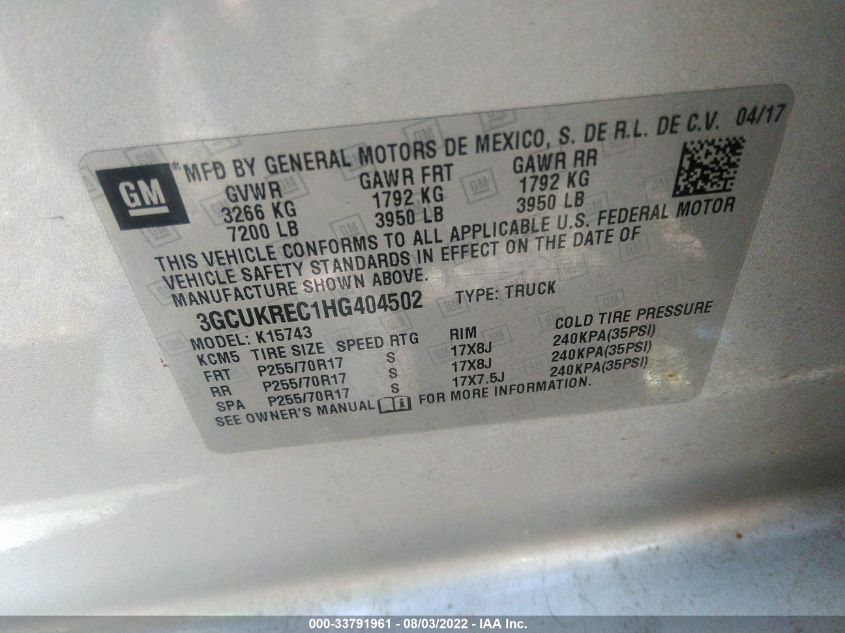 GM ® MFD BY GENERAL MOTORS DE MEXICO, S. DE R.L. DE C.V. 04/17
GVWR GAWR FRT GAWR RR
3266 KG 1792 KG 1792 KG
7200 LB 3950 LB 3950 LB
THIS VEHICLE CONFORMS TO ALL APPLICABLE U.S. FEDERAL MOTOR
VEHICLE SAFETY STANDARDS IN EFFECT ON THE DATE OF
MANUFACTURE SHOWN ABOVE.
3GCUKREC1HG404502 TYPE: TRUCK
MODEL: K15743
KCM5 TIRE SIZE SPEED RTG RIM COLD TIRE PRESSURE
FRT P255/70R17 S 17X8J 240KPA(35PSI)
RR P255/70R17 S 17X8J 240KPA(35PSI)
SPA P255/70R17 S 17X7.5J 240KPA(35PSI)
SEE OWNER'S MANUAL i FOR MORE INFORMATION.
000-33791961 - 08/03/2022 - IAA Inc.